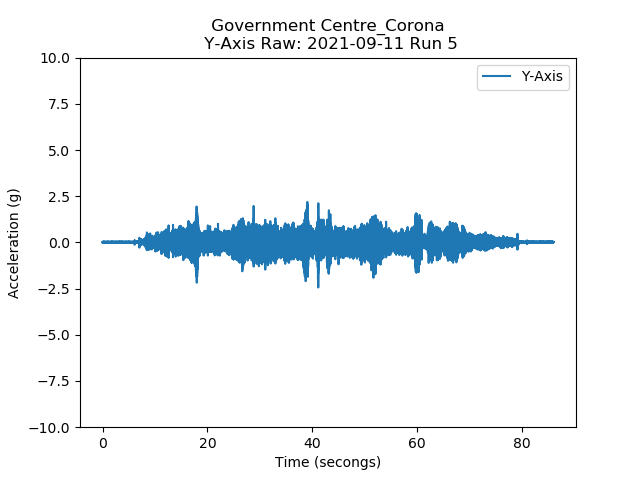 Government Centre_Corona
Y-Axis Raw: 2021-09-11 Run 5
Y-Axis
10.0
7.5
5.0
2.5
0.0
−2.5
−5.0
−7.5
−10.0
Acceleration (g)
0 20 40 60 80
Time (seconds)